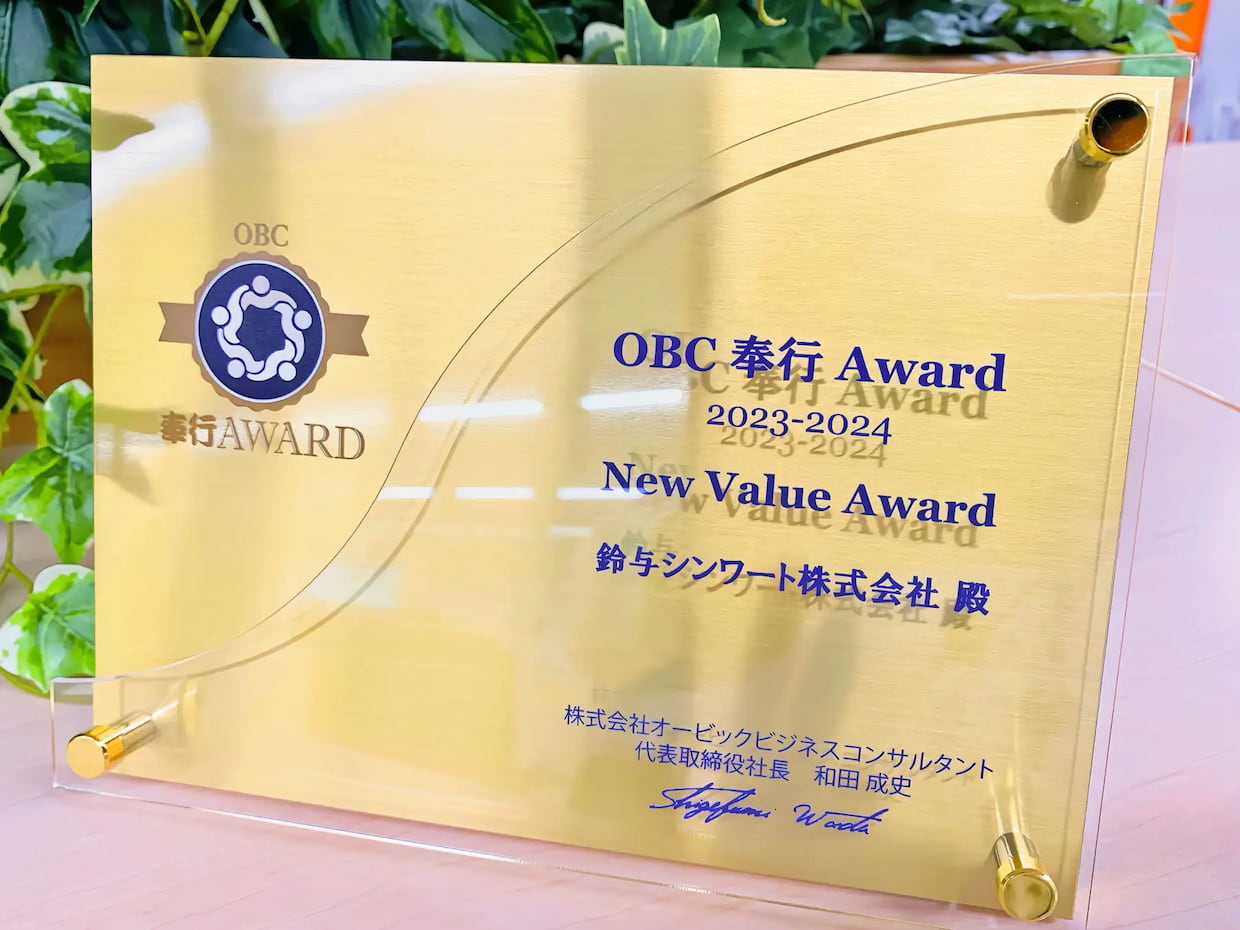 OBC
奉行AWARD
OBC 奉行 Award
2023-2024
New Value Award
鈴与シンワート株式会社 殿
株式会社オービックビジネスコンサルタント
代表取締役社長 和田 成史
Shigefumi Wada